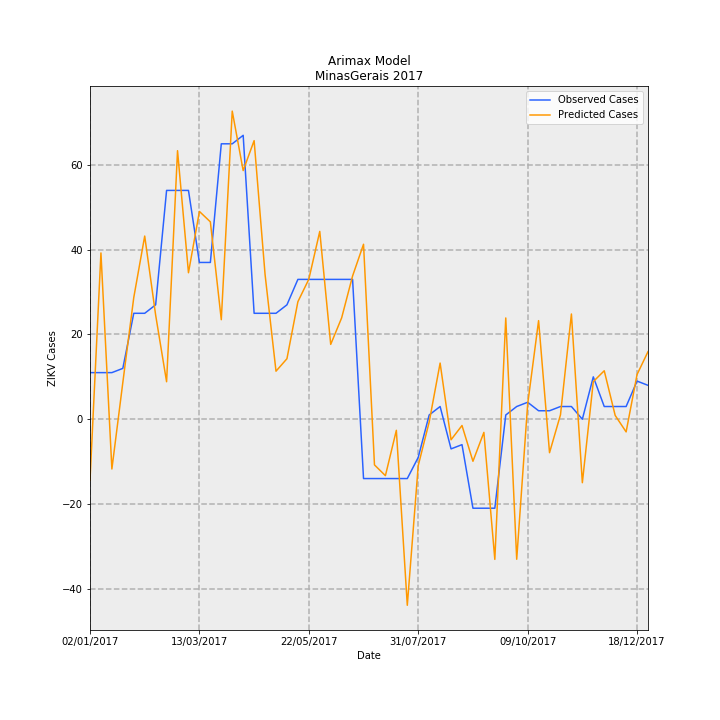 Arimax Model
MinasGerais 2017
Observed Cases
Predicted Cases
ZIKV Cases
60
40
20
0
−20
−40
02/01/2017
13/03/2017
22/05/2017
31/07/2017
09/10/2017
18/12/2017
Date